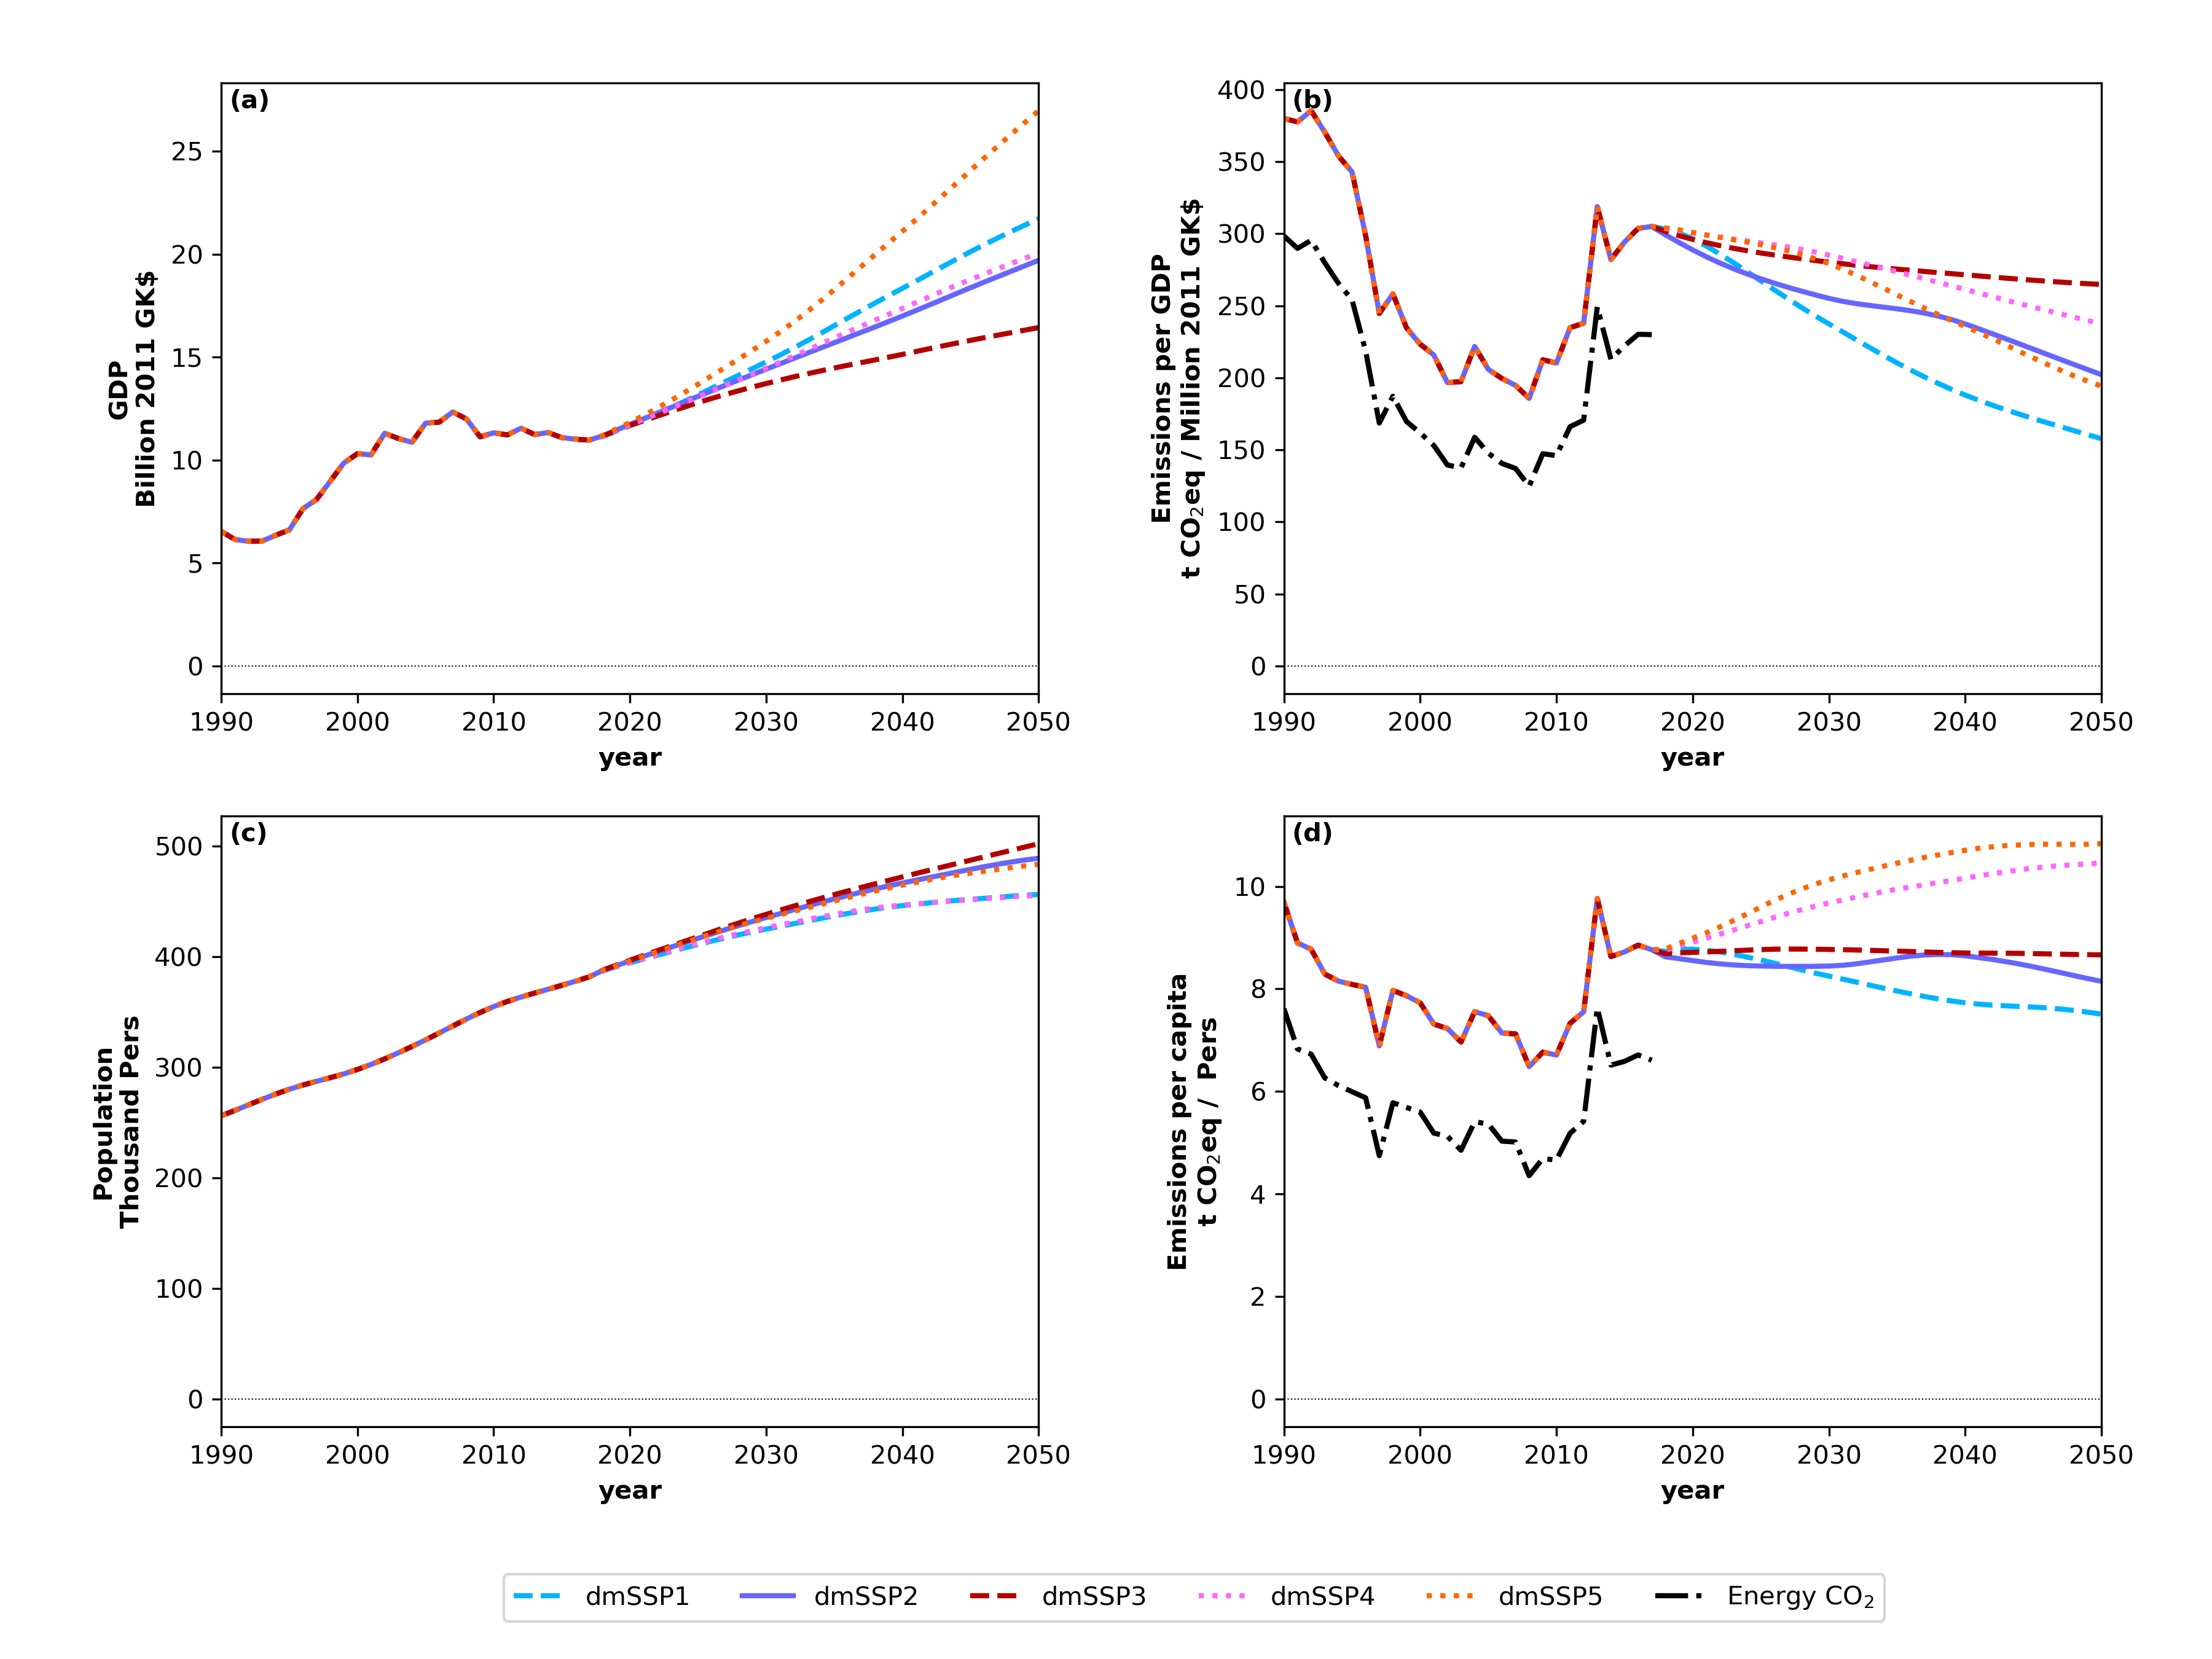 (a)
25
20
15
10
5
0
GDP
Billion 2011 GK$
1990 2000 2010 2020 2030 2040 2050
year
(b)
400
350
300
250
200
150
100
50
0
Emissions per GDP
t CO₂eq / Million 2011 GK$
1990 2000 2010 2020 2030 2040 2050
year
(c)
500
400
300
200
100
0
Population
Thousand Pers
1990 2000 2010 2020 2030 2040 2050
year
(d)
10
8
6
4
2
0
Emissions per capita
t CO₂eq / Pers
1990 2000 2010 2020 2030 2040 2050
year
dmSSP1 dmSSP2 dmSSP3 dmSSP4 dmSSP5 Energy CO₂